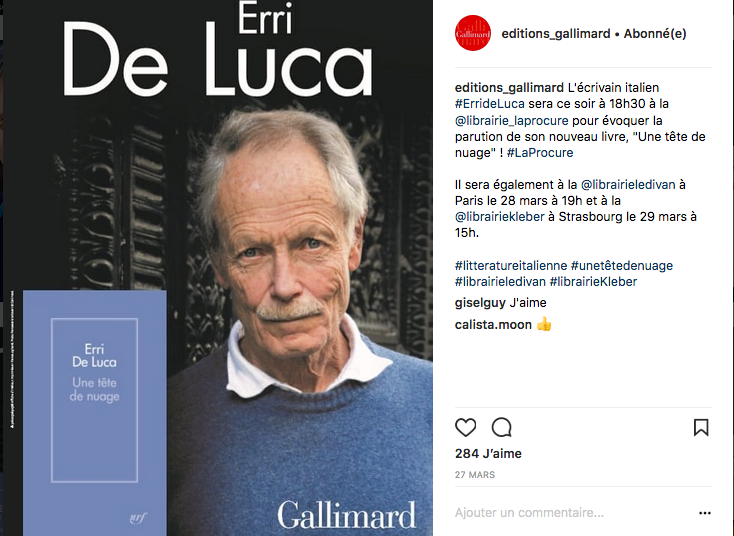 Erri
De Luca
Erri
De Luca
Une tête
de nuage
nrf
Gallimard
Gallimard
editions_gallimard • Abonné(e)
editions_gallimard L'écrivain italien
#ErrideLuca sera ce soir à 18h30 à la
@librairie_laprocure pour évoquer la
parution de son nouveau livre, "Une tête de
nuage" ! #LaProcure
Il sera également à la @librairieledivan à
Paris le 28 mars à 19h et à la
@librairiekleber à Strasbourg le 29 mars à
15h.
#litteratureitalienne #unetêtedenuage
#librairieledivan #librairieKleber
giselguy J'aime
calista.moon 👍
284 J'aime
27 MARS
Ajouter un commentaire...